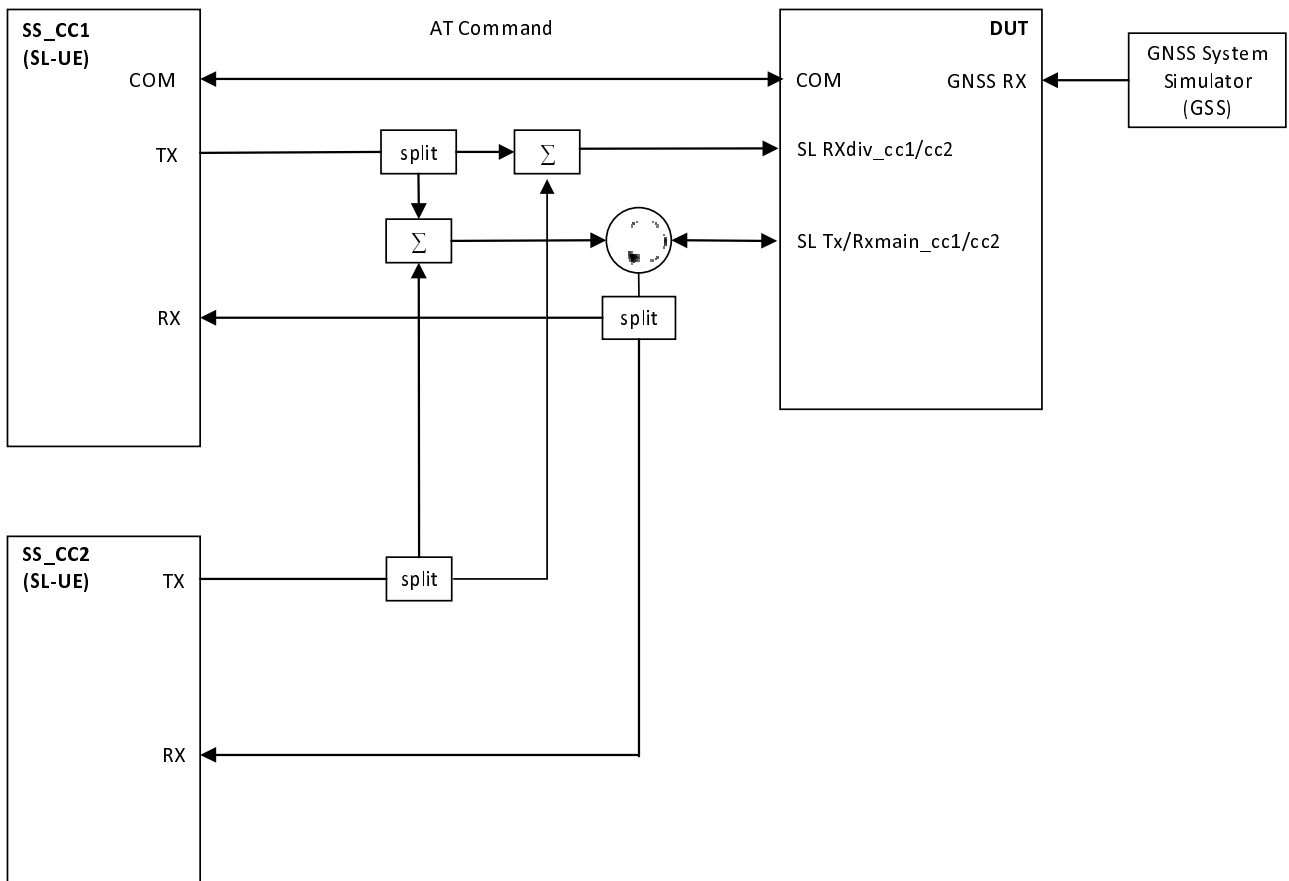 SS_CC1
(SL-UE)
AT Command
DUT
COM
COM
GNSS RX
GNSS System
Simulator
(GSS)
TX
split
∑
SL RXdiv_cc1/cc2
∑
SL Tx/Rxmain_cc1/cc2
RX
split
SS_CC2
(SL-UE)
TX
split
RX